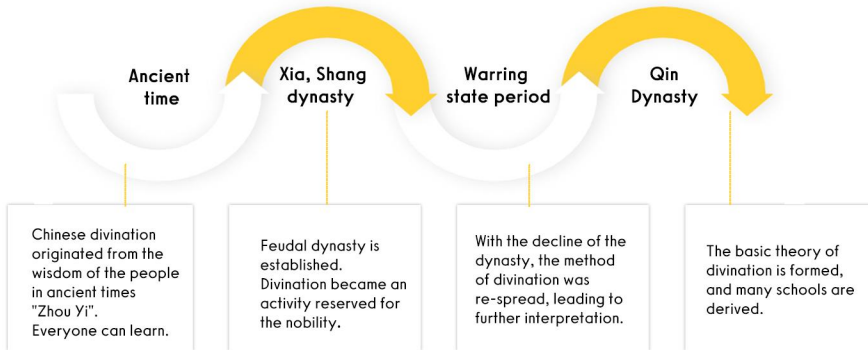 Ancient
time
Xia, Shang
dynasty
Warring
state period
Qin
Dynasty
Chinese divination
originated from the
wisdom of the people
in ancient times
"Zhou Yi".
Everyone can learn.
Feudal dynasty is
established.
Divination became an
activity reserved for
the nobility.
With the decline of the
dynasty, the method
of divination was
re-spread, leading to
further interpretation.
The basic theory of
divination is formed,
and many schools are
derived.